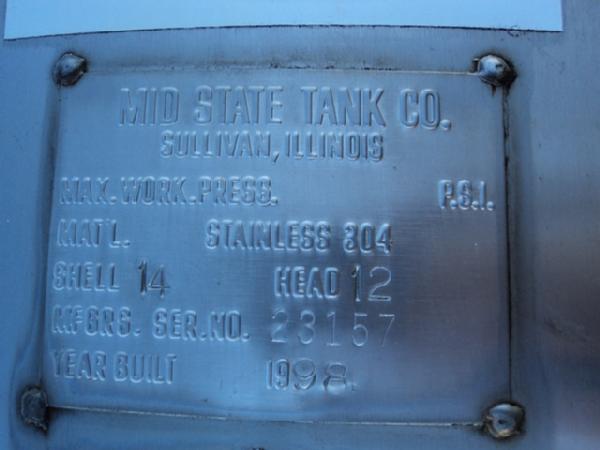 MID STATE TANK CO.
SULLIVAN, ILLINOIS
MAX. WORK. PRESS. P.S.I.
MAT'L. STAINLESS 304
SHELL 14 HEAD 12
MFGRS. SER. NO. 23157
YEAR BUILT 1998